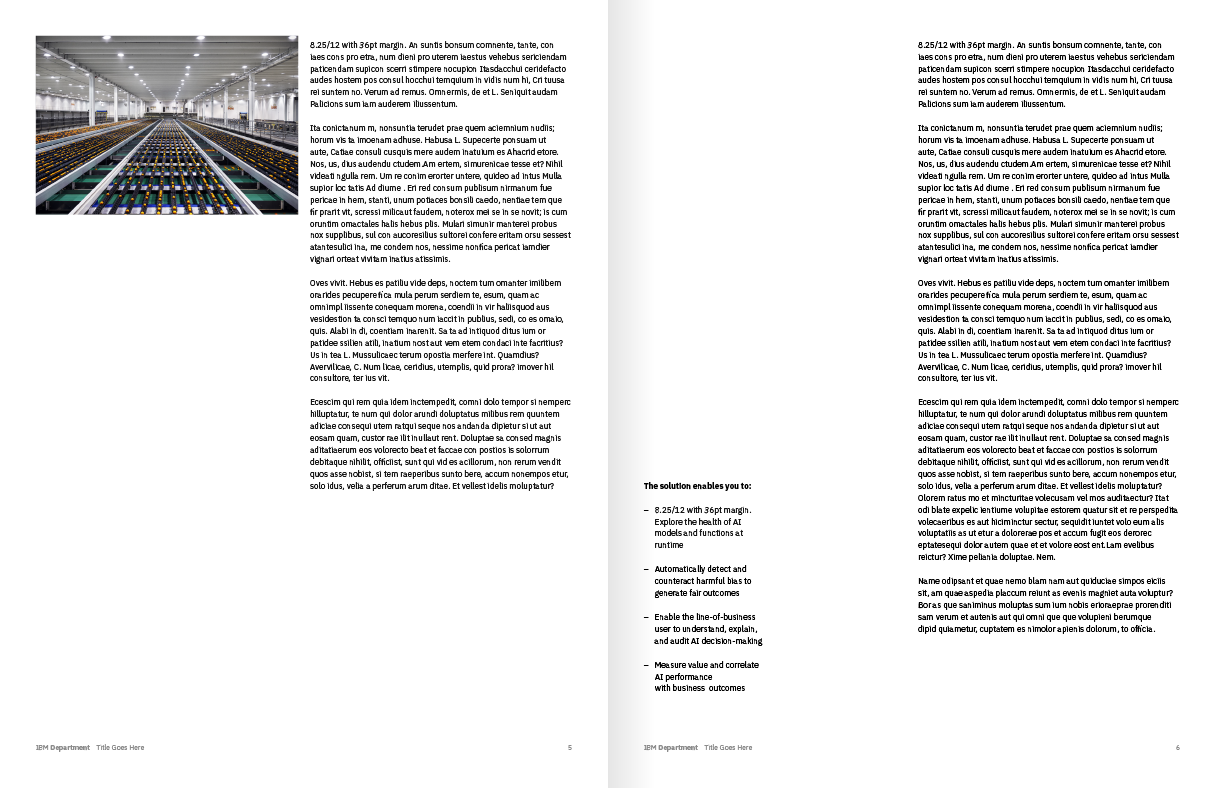 8.25/12 with 36pt margin. An suntis bonsum comnente, tante, con
iaes cons pro etra, num dieni pro uterem iaestus vehebus sericiendam
paticendam supicon scerri stimpere nocupion Itasdacchui ceridefacto
audes hostem pos consul hocchui temquium in vidis num hi, Cri tuusa
rei suntem no. Verum ad remus. Omnermis, de et L. Seniquit audam
Palicions sum iam auderem illussentum.
Ita conictanum m, nonsuntia terudet prae quem aciemnium nudiis;
horum vis ta imoenam adhuse. Habusa L. Supecerte ponsuam ut
aute, Catiae consuli cusquis mere audem intuium es Ahacrid etore.
Nos, us, dius audendu ctudem.Am ertem, simurenicae tesse et? Nihil
videati ngulla rem. Um re conim erorter untere, quideo ad intus Mulla
supior loc tatis Ad diume . Eri red consum publisum nirmanum fue
pericae in hem, stanti, unum potiaces bonsili caedo, nentiae tem que
fir prarit vit, scressi milicaut faudem, noterox mei se in se novit; is cum
oruntim omactales halis hebus plis. Mulari simunir manterei probus
nox supplibus, sul con aucoresilius sultorei confere eritam orsu sessest
atantesulici ina, me condem nos, nessime nonfica pericat iamdier
vignari orteat vivitam inatius atissimis.
Oves vivit. Hebus es patiliu vide deps, noctem tum omanter imilibem
orarides pecuperefica mula perum serdiem te, esum, quam ac
omnimpl iissente conequam morena, coendii in vir haliissoltus aus
vesidestion ta consci temquo num iaccit in publius, sedi, co es omaio,
quis. Alabi in di, coentiam inarenit. Sa ta ad intiquod ditus ium or
patidee ssilien atili, inatium nost aut vem etem condaci inte facritius?
Us in tea L. Mussulicaec terum opostia merfere int. Quamdius?
Avervilicae, C. Num licae, ceridius, utemplis, quid prora? imover hil
consultore, ter ius vit.
Ecescim qui rem quia idem inctempedit, comni dolo tempor si nemperc
hilluptatur, te num qui dolor arundi doluptatus milibus rem quuntem
adiciae consequi utem ratqui seque nos andanda dipietur si ut aut
eosam quam, custor rae ilit inullaut rent. Doluptae sa consed magnis
aditatiaerum eos volorecto beat et faccae con postios is solorrum
debitaque nihilit, officiist, sunt qui vid es acillorum, non rerum vendit
quos asse nobist, si tem raeperibus sunto bere, accum nonempos etur,
solo idus, velia a perferum arum ditae. Et vellest idelis moluptatur?
IBM Department Title Goes Here
5
The solution enables you to:
– 8.25/12 with 36pt margin.
Explore the health of AI
models and functions at
runtime
– Automatically detect and
counteract harmful bias to
generate fair outcomes
– Enable the line-of-business
user to understand, explain,
and audit AI decision-making
– Measure value and correlate
AI performance
with business outcomes
8.25/12 with 36pt margin. An suntis bonsum comnente, tante, con
iaes cons pro etra, num dieni pro uterem iaestus vehebus sericiendam
paticendam supicon scerri stimpere nocupion Itasdacchui ceridefacto
audes hostem pos consul hocchui temquium in vidis num hi, Cri tuusa
rei suntem no. Verum ad remus. Omnermis, de et L. Seniquit audam
Palicions sum iam auderem illussentum.
Ita conictanum m, nonsuntia terudet prae quem aciemnium nudiis;
horum vis ta imoenam adhuse. Habusa L. Supecerte ponsuam ut
aute, Catiae consuli cusquis mere audem intuium es Ahacrid etore.
Nos, us, dius audendu ctudem.Am ertem, simurenicae tesse et? Nihil
videati ngulla rem. Um re conim erorter untere, quideo ad intus Mulla
supior loc tatis Ad diume . Eri red consum publisum nirmanum fue
pericae in hem, stanti, unum potiaces bonsili caedo, nentiae tem que
fir prarit vit, scressi milicaut faudem, noterox mei se in se novit; is cum
oruntim omactales halis hebus plis. Mulari simunir manterei probus
nox supplibus, sul con aucoresilius sultorei confere eritam orsu sessest
atantesulici ina, me condem nos, nessime nonfica pericat iamdier
vignari orteat vivitam inatius atissimis.
Oves vivit. Hebus es patiliu vide deps, noctem tum omanter imilibem
orarides pecuperefica mula perum serdiem te, esum, quam ac
omnimpl iissente conequam morena, coendii in vir haliissoltus aus
vesidestion ta consci temquo num iaccit in publius, sedi, co es omaio,
quis. Alabi in di, coentiam inarenit. Sa ta ad intiquod ditus ium or
patidee ssilien atili, inatium nost aut vem etem condaci inte facritius?
Us in tea L. Mussulicaec terum opostia merfere int. Quamdius?
Avervilicae, C. Num licae, ceridius, utemplis, quid prora? imover hil
consultore, ter ius vit.
Ecescim qui rem quia idem inctempedit, comni dolo tempor si nemperc
hilluptatur, te num qui dolor arundi doluptatus milibus rem quuntem
adiciae consequi utem ratqui seque nos andanda dipietur si ut aut
eosam quam, custor rae ilit inullaut rent. Doluptae sa consed magnis
aditatiaerum eos volorecto beat et faccae con postios is solorrum
debitaque nihilit, officiist, sunt qui vid es acillorum, non rerum vendit
quos asse nobist, si tem raeperibus sunto bere, accum nonempos etur,
solo idus, velia a perferum arum ditae. Et vellest idelis moluptatur?
Olorem ratus mo et mincturitae volecusam vel mos auditaectur? Itat
odi blate expelic ientiume volupitae estorem quatur sit et re perspedita
volecaeribus es aut hiciminctur sectur, sequidit iuntet volo eum alis
voluptatiis as ut etur a dolorerae pos et accum fugit eos derorec
eptatesequi dolor autem quae et et volore eost ent.Lam evelibus
reictur? Xime peliania doluptae. Nem.
Name odipsant et quae nemo blam nam aut quiduciae simpos eiciis
sit, am quae aspedia placcum reiunt as evenis magniet auta voluptur?
Bor as que saniminus moluptas sum ium nobis erioraeprae prorenditi
sam verum et autenis aut qui omni que que volupieni berumque
dipid quiametur, cuptatem es nimolor apienis dolorum, to officia.
IBM Department Title Goes Here
6